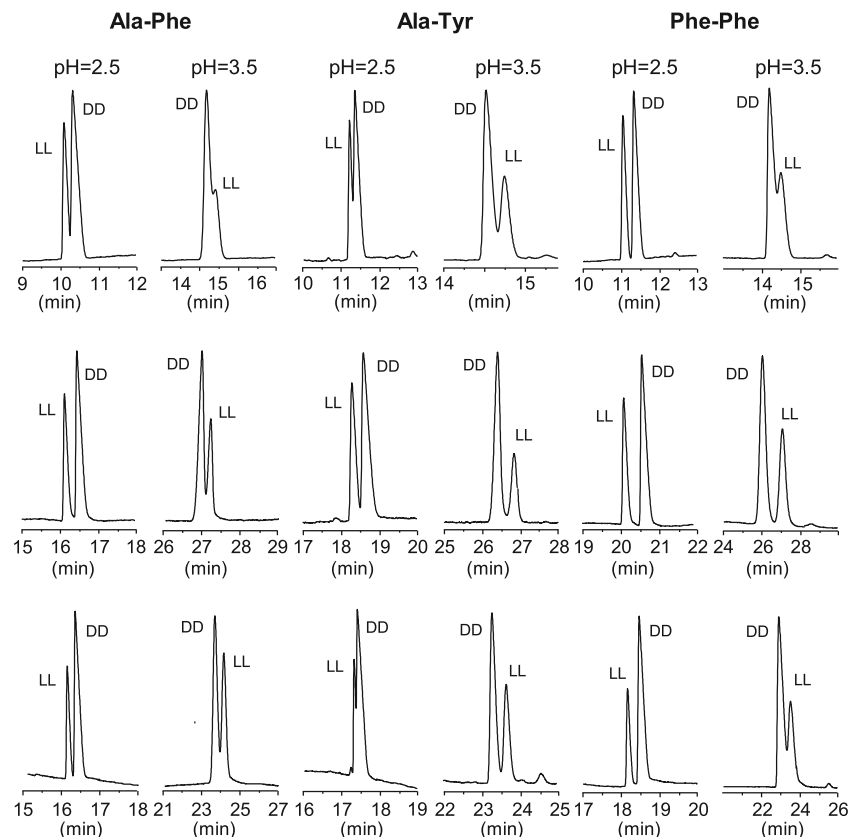 Ala-Phe Ala-Tyr Phe-Phe
pH=2.5 pH=3.5 pH=2.5 pH=3.5 pH=2.5 pH=3.5
LL DD DD LL LL DD DD LL LL DD DD LL
9 10 11 12 14 15 16 10 11 12 13 14 15 10 11 12 13 14 15
(min) (min) (min) (min) (min) (min)
LL DD DD LL LL DD DD LL LL DD DD LL
15 16 17 18 26 27 28 29 17 18 19 20 25 26 27 28 19 20 21 22 24 26 28
(min) (min) (min) (min) (min) (min)
LL DD DD LL LL DD DD LL LL DD DD LL
15 16 17 18 21 23 25 27 16 17 18 19 22 23 24 25 17 18 19 20 22 24 26
(min) (min) (min) (min) (min) (min)